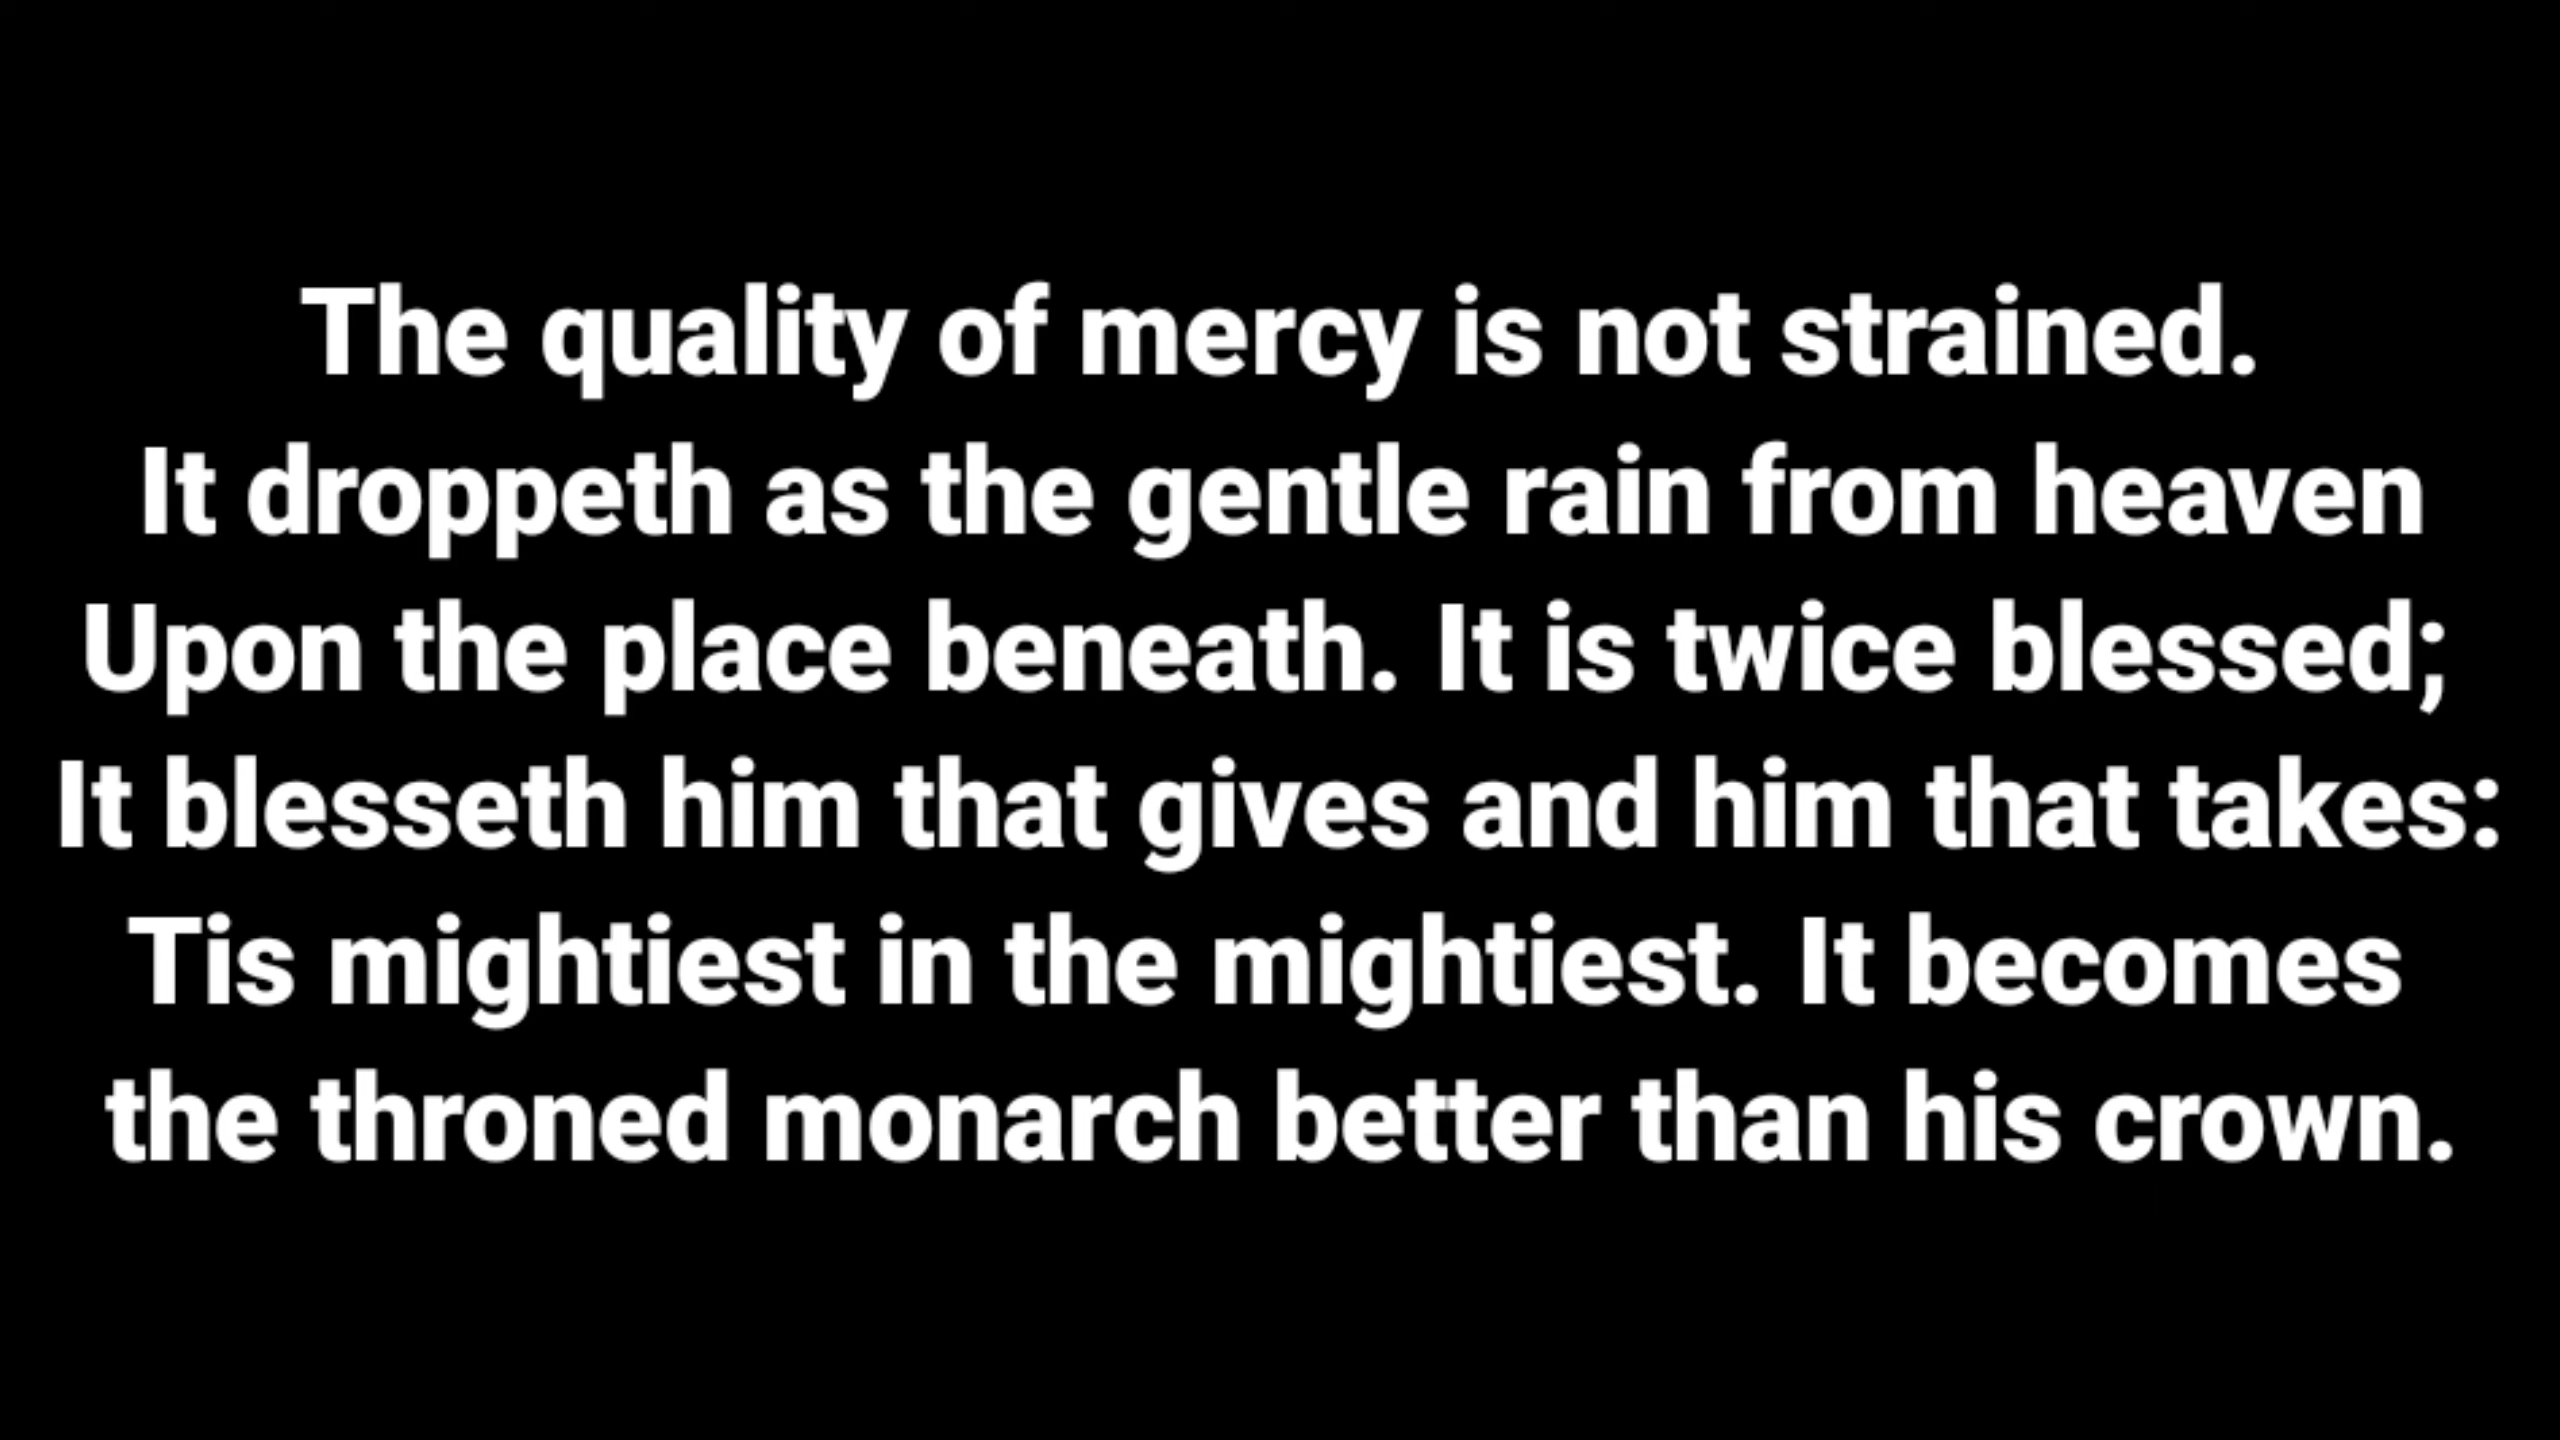 The quality of mercy is not strained.
It droppeth as the gentle rain from heaven
Upon the place beneath. It is twice blessed;
It blesseth him that gives and him that takes:
Tis mightiest in the mightiest. It becomes
the throned monarch better than his crown.